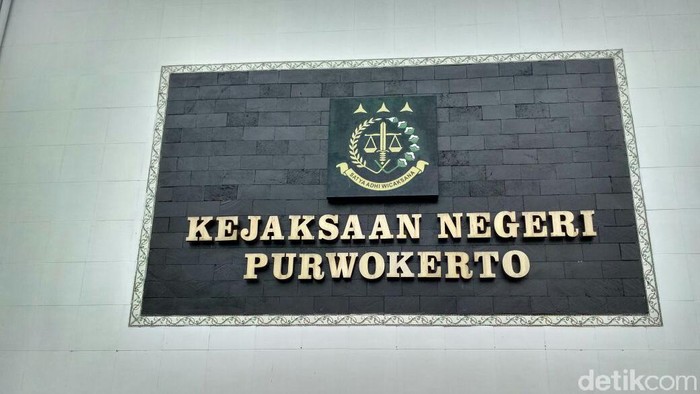 SATYA ADHI WICAKSANA
KEJAKSAAN NEGERI
PURWOKERTO
detikcom